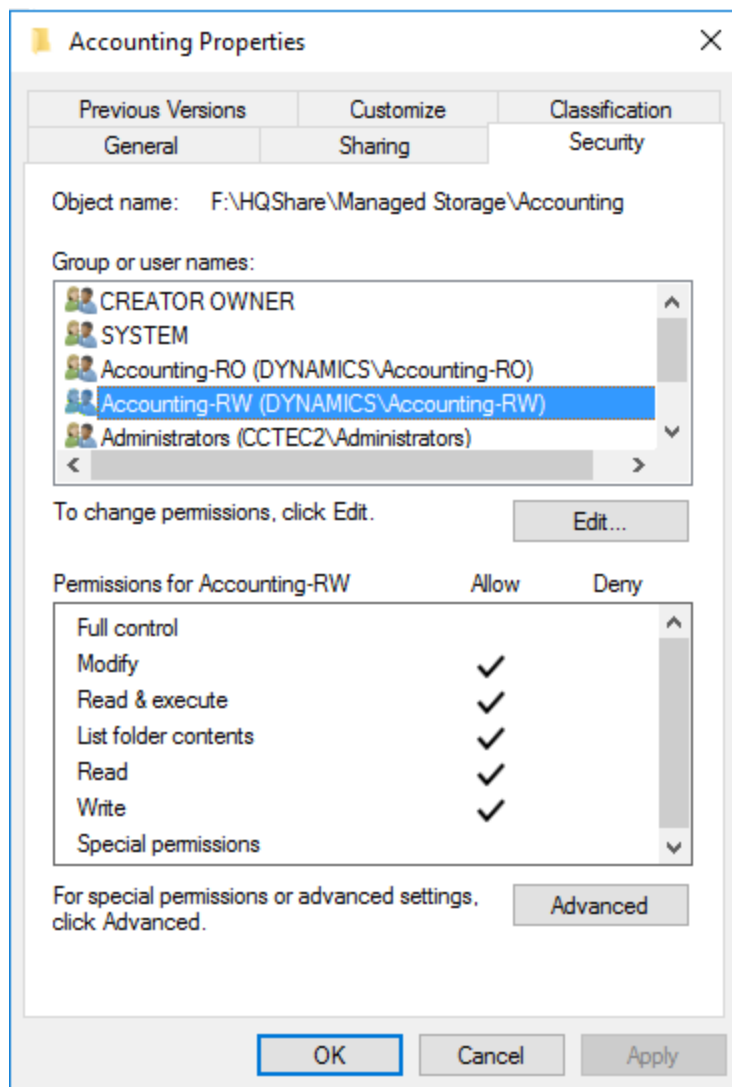 Accounting Properties
Previous Versions Customize Classification
General Sharing Security
Object name: F:\HQShare\Managed Storage\Accounting
Group or user names:
CREATOR OWNER
SYSTEM
Accounting-RO (DYNAMICS\Accounting-RO)
Accounting-RW (DYNAMICS\Accounting-RW)
Administrators (CCTEC2\Administrators)
To change permissions, click Edit.
Edit...
Permissions for Accounting-RW Allow Deny
Full control
Modify
Read & execute
List folder contents
Read
Write
Special permissions
For special permissions or advanced settings,
click Advanced.
Advanced
OK Cancel Apply